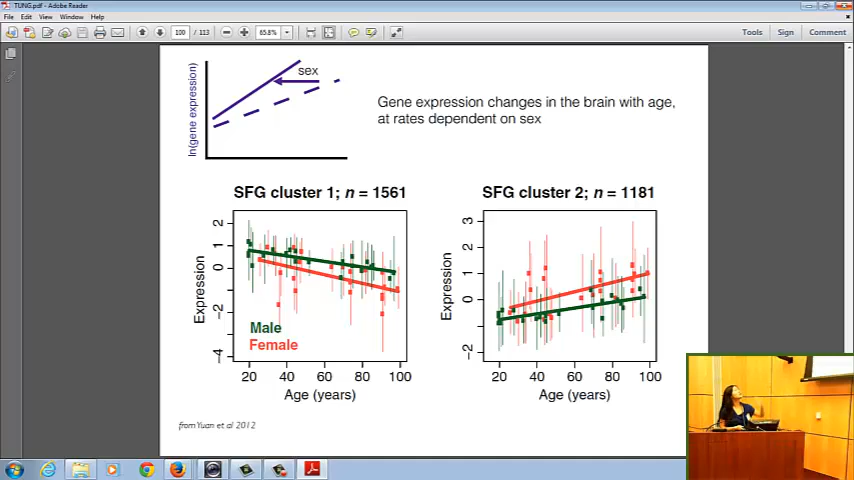 TUNG.pdf - Adobe Reader
File Edit View Window Help
100 / 113 65.8% Tools Sign Comment
sex
ln(gene expression)
Gene expression changes in the brain with age,
at rates dependent on sex
SFG cluster 1; n = 1561
Expression
2
1
0
-2
-4
Male
Female
20 40 60 80 100
Age (years)
SFG cluster 2; n = 1181
Expression
3
2
1
0
-2
20 40 60 80 100
Age (years)
from Yuan et al 2012